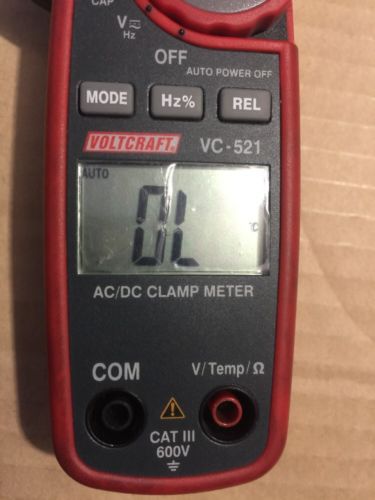 CAP
V
Hz
OFF
AUTO POWER OFF
MODE Hz% REL
VOLTCRAFT® VC-521
AUTO
OL
°C
AC/DC CLAMP METER
COM V/Temp/Ω
CAT III
600V